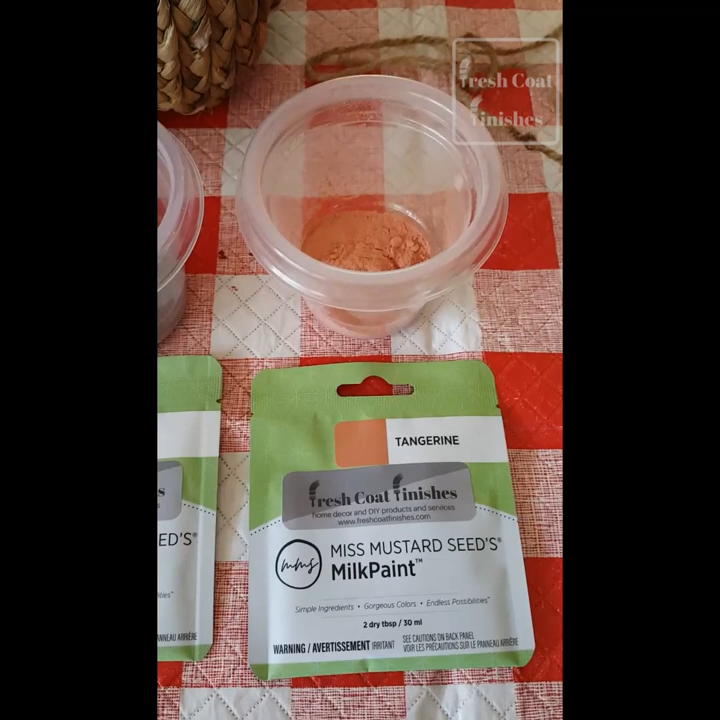 fresh Coat
finishes
TANGERINE
fresh Coat finishes
home decor and DIY products and services
www.freshcoatfinishes.com
mms
MISS MUSTARD SEED'S®
MilkPaint™
Simple Ingredients • Gorgeous Colors • Endless Possibilities™
2 dry tbsp / 30 ml
WARNING / AVERTISSEMENT IRRITANT
SEE CAUTIONS ON BACK PANEL
VOIR LES PRÉCAUTIONS SUR LE PANNEAU ARRIÈRE
ED'S®
PANNEAU ARRIÈRE